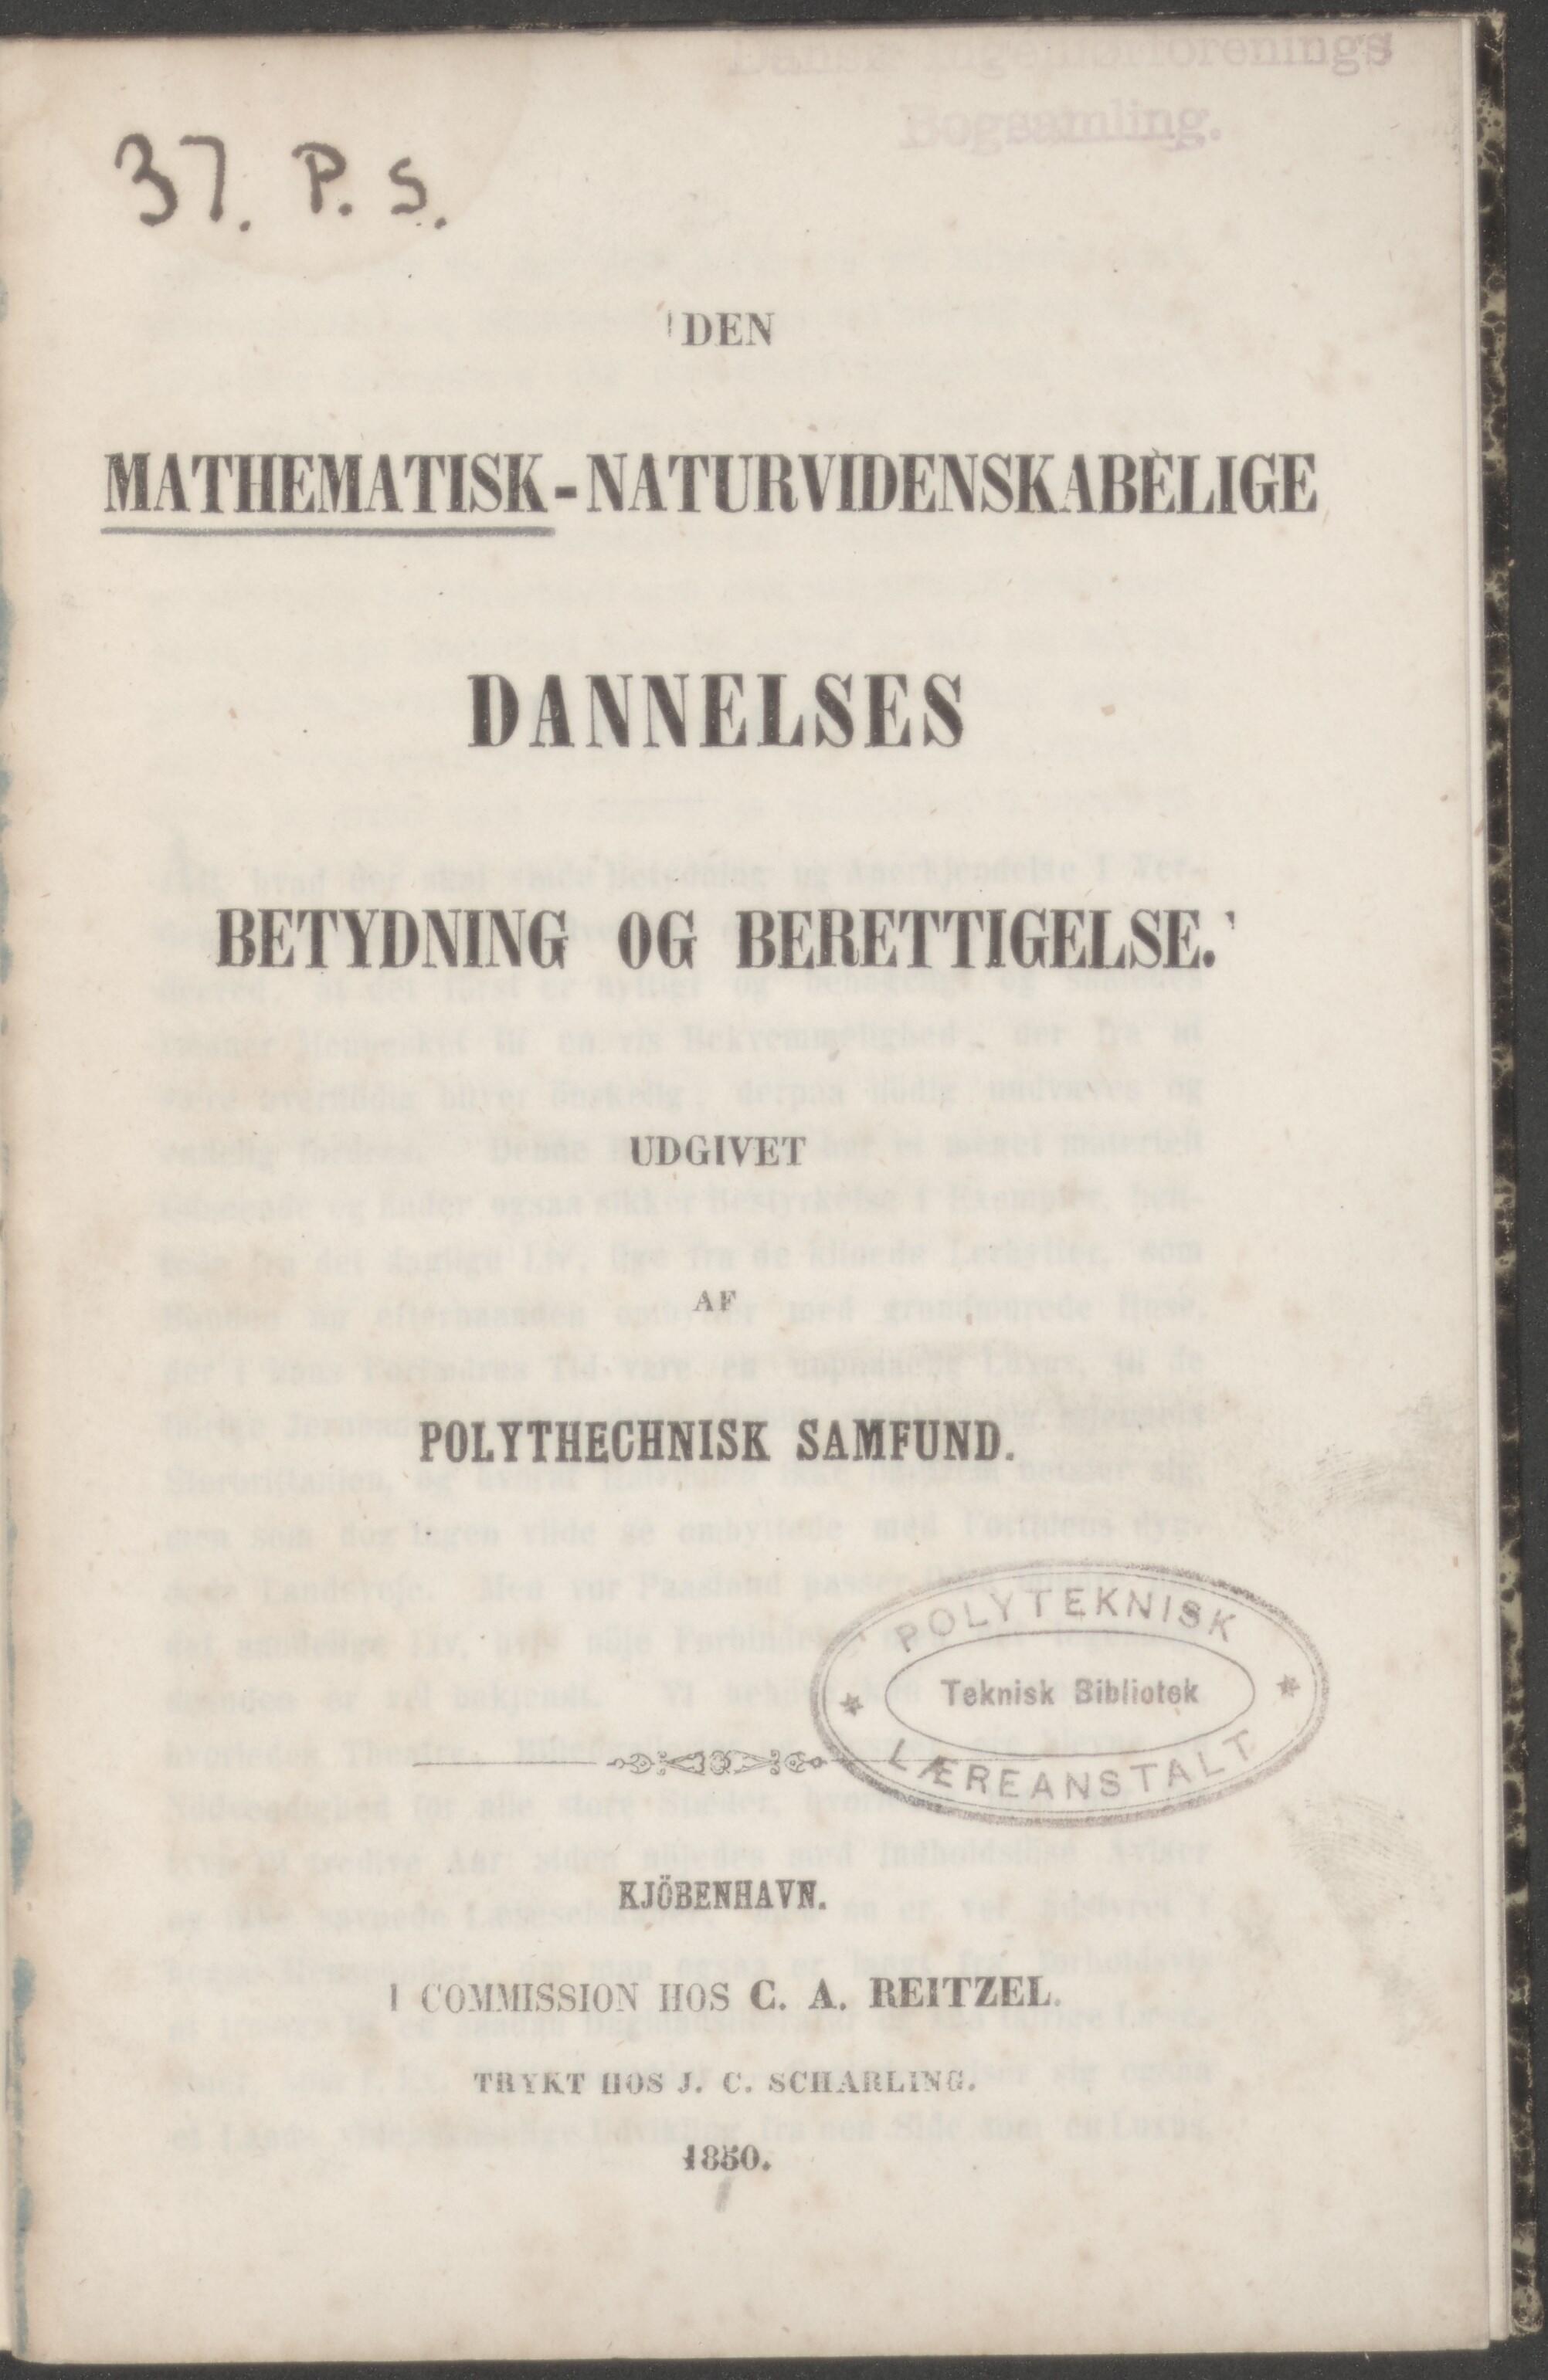 Dansk Ingeniørforenings
Bogsamling.
37. P. S.
DEN
MATHEMATISK-NATURVIDENSKABELIGE
DANNELSES
BETYDNING OG BERETTIGELSE.
UDGIVET
AF
POLYTHECHNISK SAMFUND.
POLYTEKNISK
Teknisk Bibliotek
LÆREANSTALT
KJÖBENHAVN.
I COMMISSION HOS C. A. REITZEL.
TRYKT HOS J. C. SCHARLING.
1850.